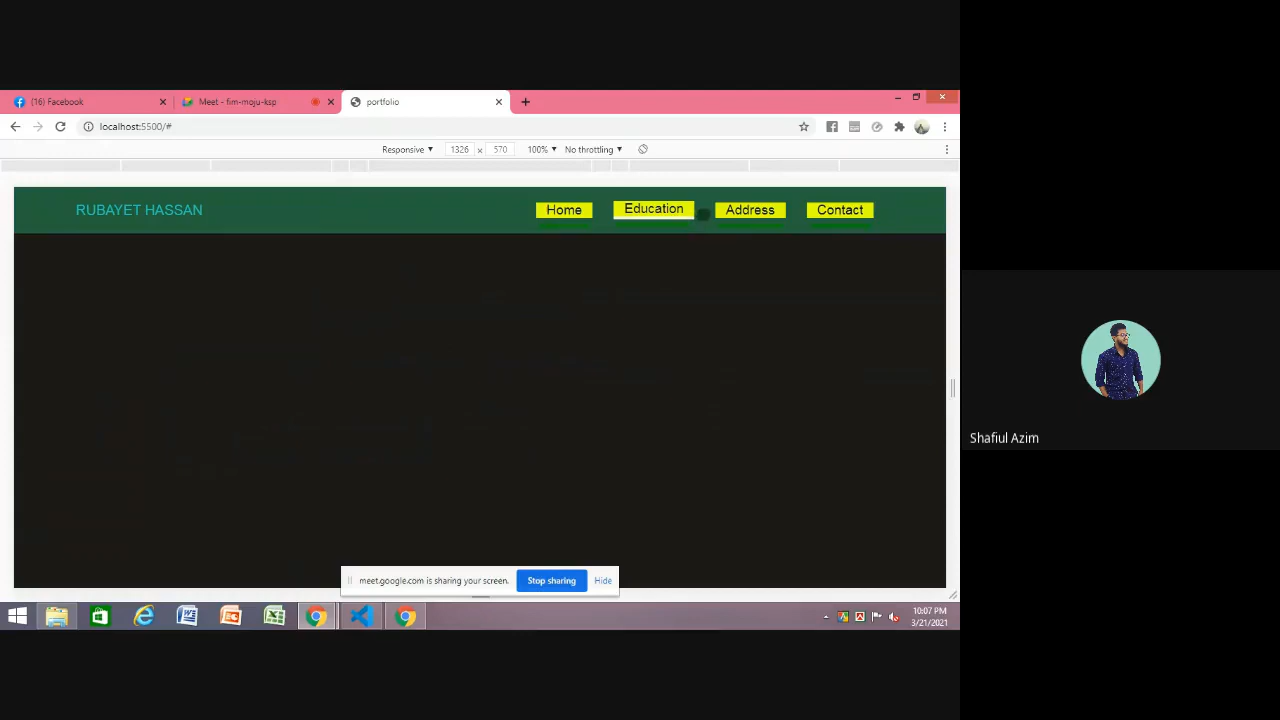 (16) Facebook
Meet - fim-moju-ksp
portfolio
localhost:5500/#
Responsive
1326 x 570
100%
No throttling
RUBAYET HASSAN
Home
Education
Address
Contact
Shafiul Azim
meet.google.com is sharing your screen.
Stop sharing
Hide
10:07 PM
3/21/2021